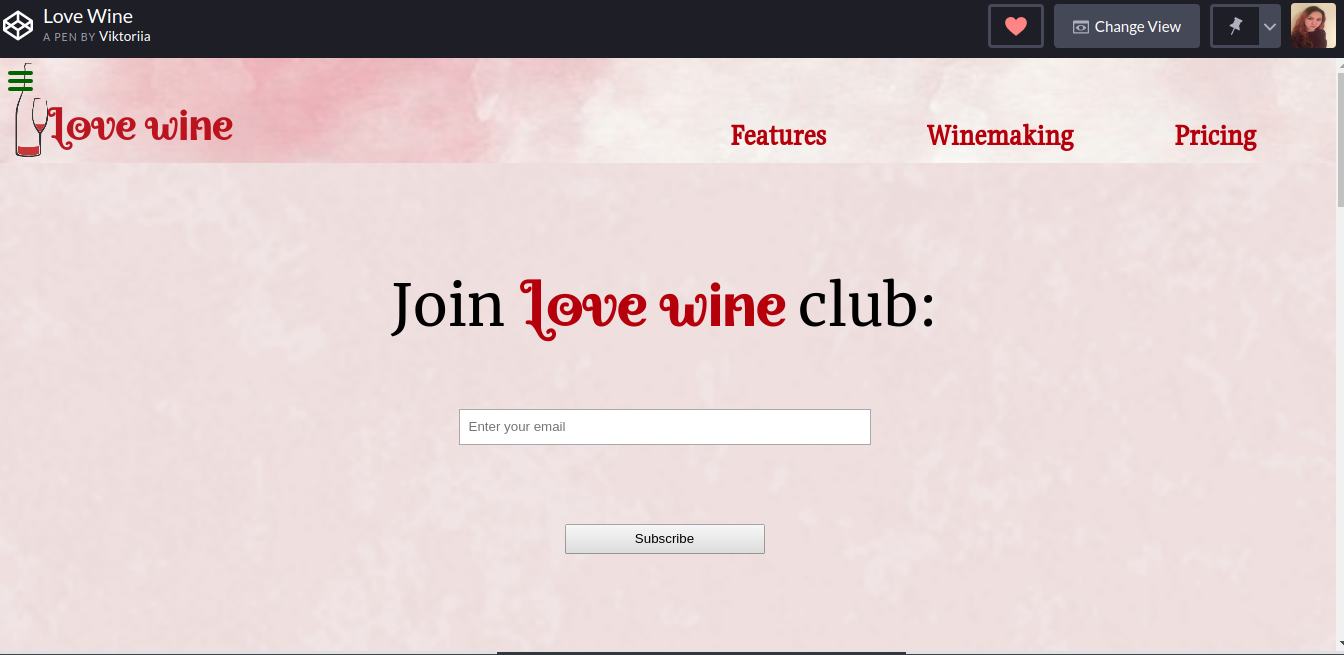 Love Wine
A PEN BY Viktoriia
Change View
Love wine
Features Winemaking Pricing
Join Love wine club:
Enter your email
Subscribe